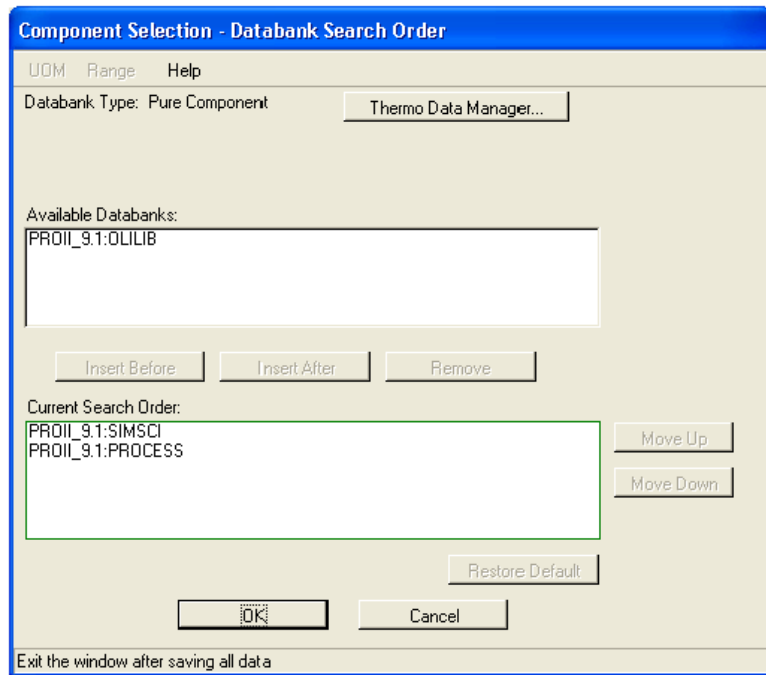 Component Selection - Databank Search Order
UOM Range Help
Databank Type: Pure Component Thermo Data Manager...
Available Databanks:
PROII_9.1:OLILIB
Insert Before Insert After Remove
Current Search Order:
PROII_9.1:SIMSCI
PROII_9.1:PROCESS
Move Up
Move Down
Restore Default
OK Cancel
Exit the window after saving all data